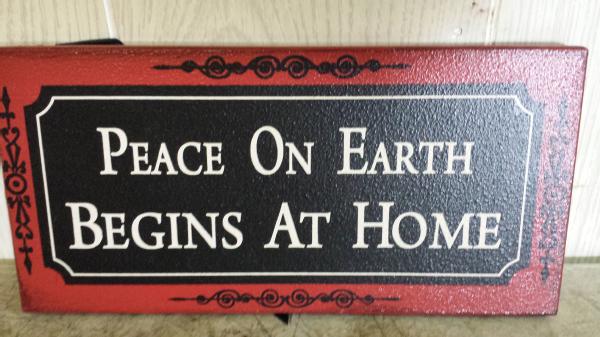 Peace On Earth
Begins At Home